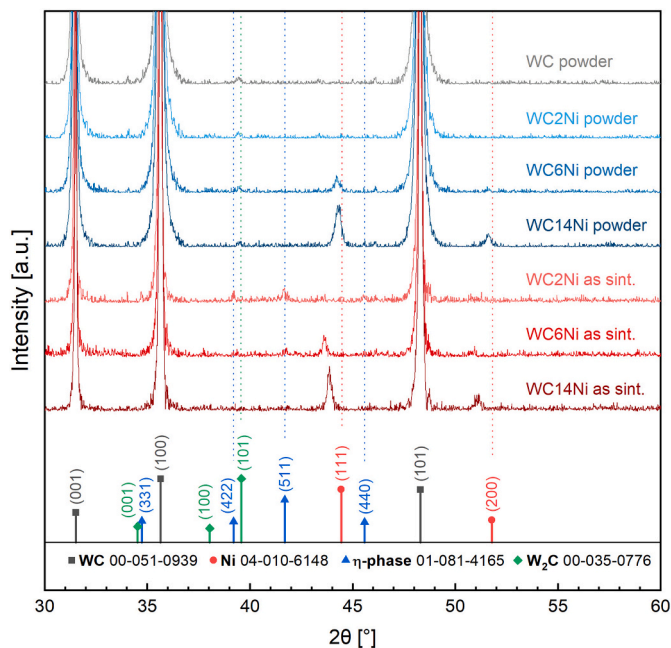 WC powder
WC2Ni powder
WC6Ni powder
WC14Ni powder
WC2Ni as sint.
WC6Ni as sint.
WC14Ni as sint.
Intensity [a.u.]
(001)
(001)
(331)
(100)
(100)
(422)
(101)
(511)
(111)
(440)
(101)
(200)
WC 00-051-0939 Ni 04-010-6148 η-phase 01-081-4165 W₂C 00-035-0776
30 35 40 45 50 55 60
2θ [°]